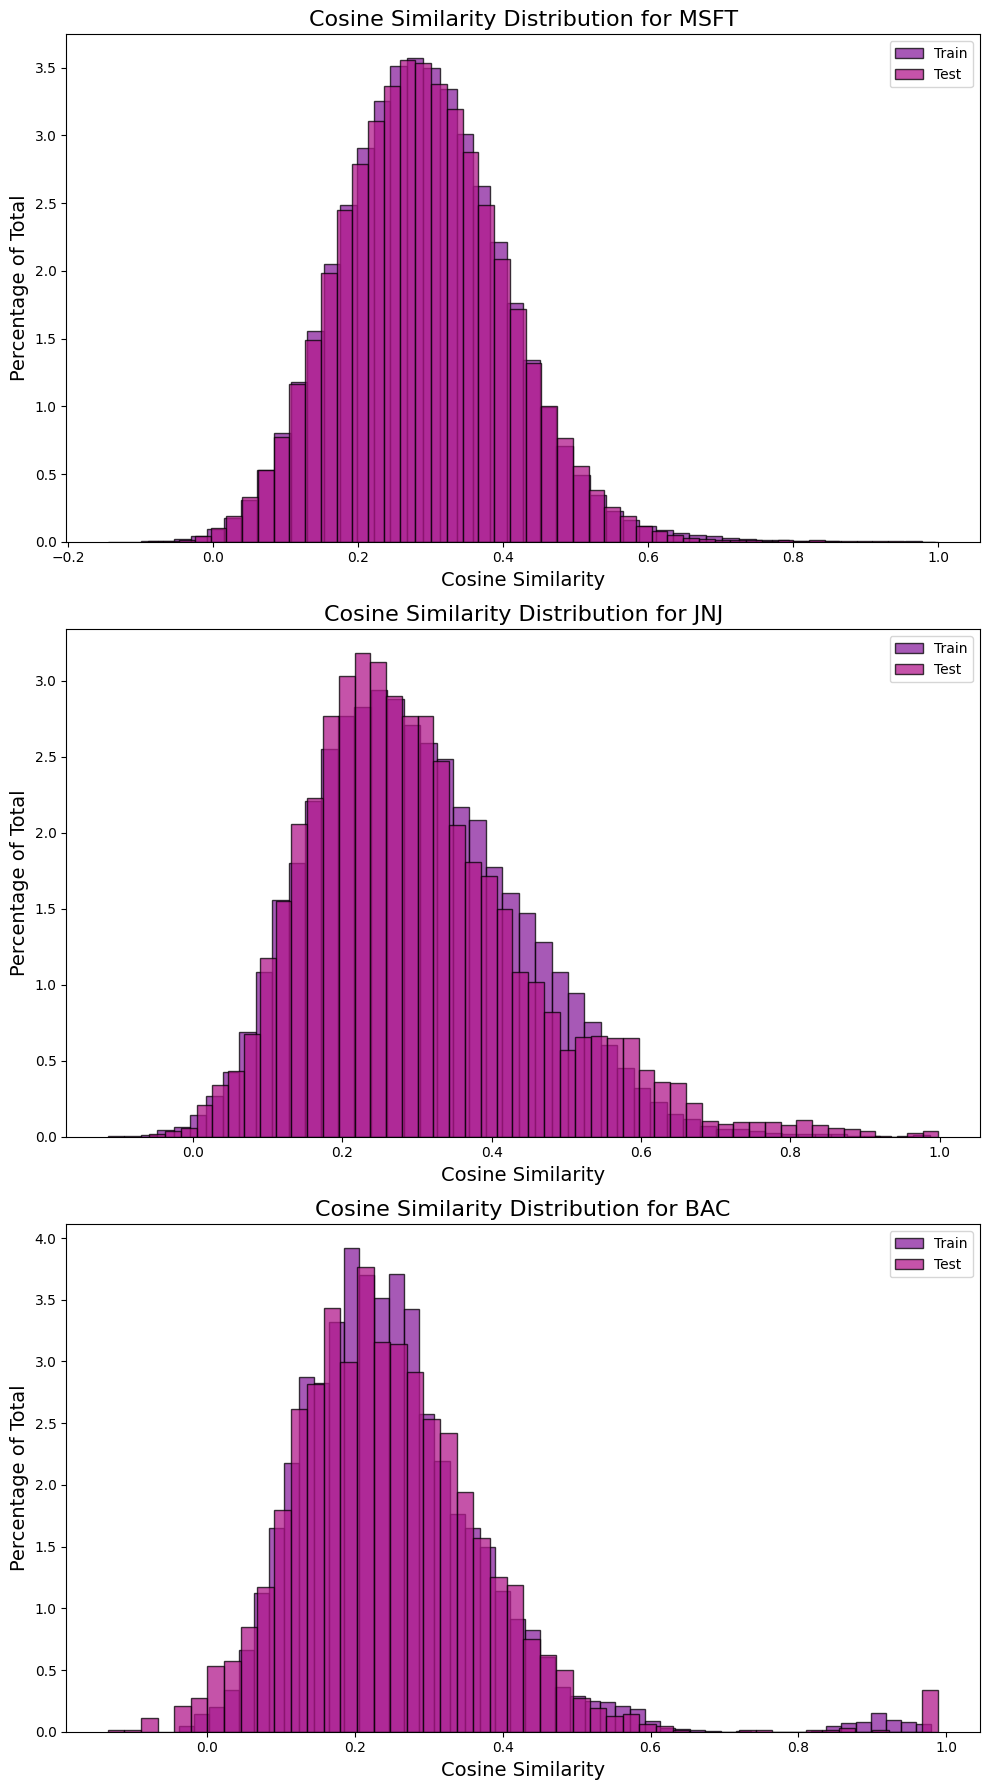 Cosine Similarity Distribution for MSFT
Train
Test
Percentage of Total
3.5
3.0
2.5
2.0
1.5
1.0
0.5
0.0
−0.2 0.0 0.2 0.4 0.6 0.8 1.0
Cosine Similarity
Cosine Similarity Distribution for JNJ
Train
Test
Percentage of Total
3.0
2.5
2.0
1.5
1.0
0.5
0.0
0.0 0.2 0.4 0.6 0.8 1.0
Cosine Similarity
Cosine Similarity Distribution for BAC
Train
Test
Percentage of Total
4.0
3.5
3.0
2.5
2.0
1.5
1.0
0.5
0.0
0.0 0.2 0.4 0.6 0.8 1.0
Cosine Similarity